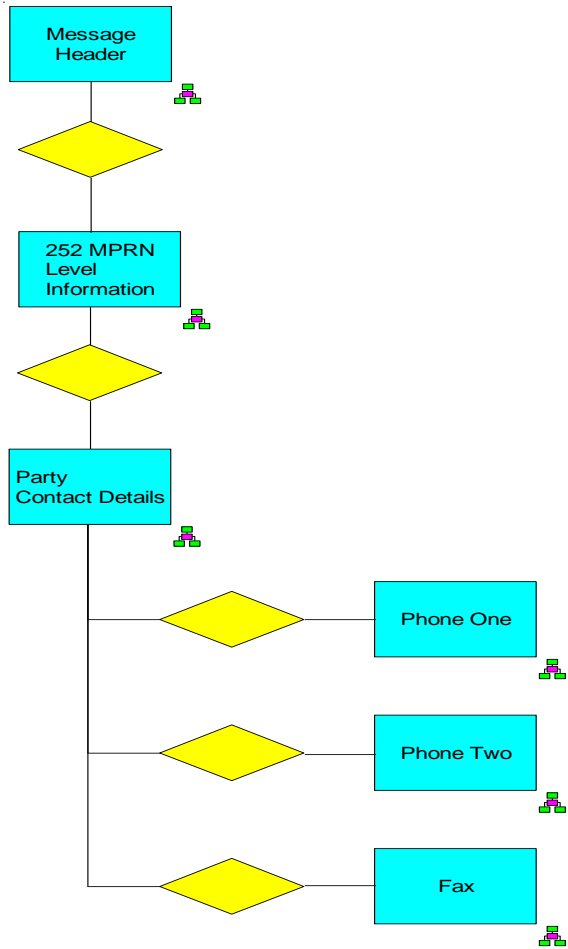 Message
Header
252 MPRN
Level
Information
Party
Contact Details
Phone One
Phone Two
Fax